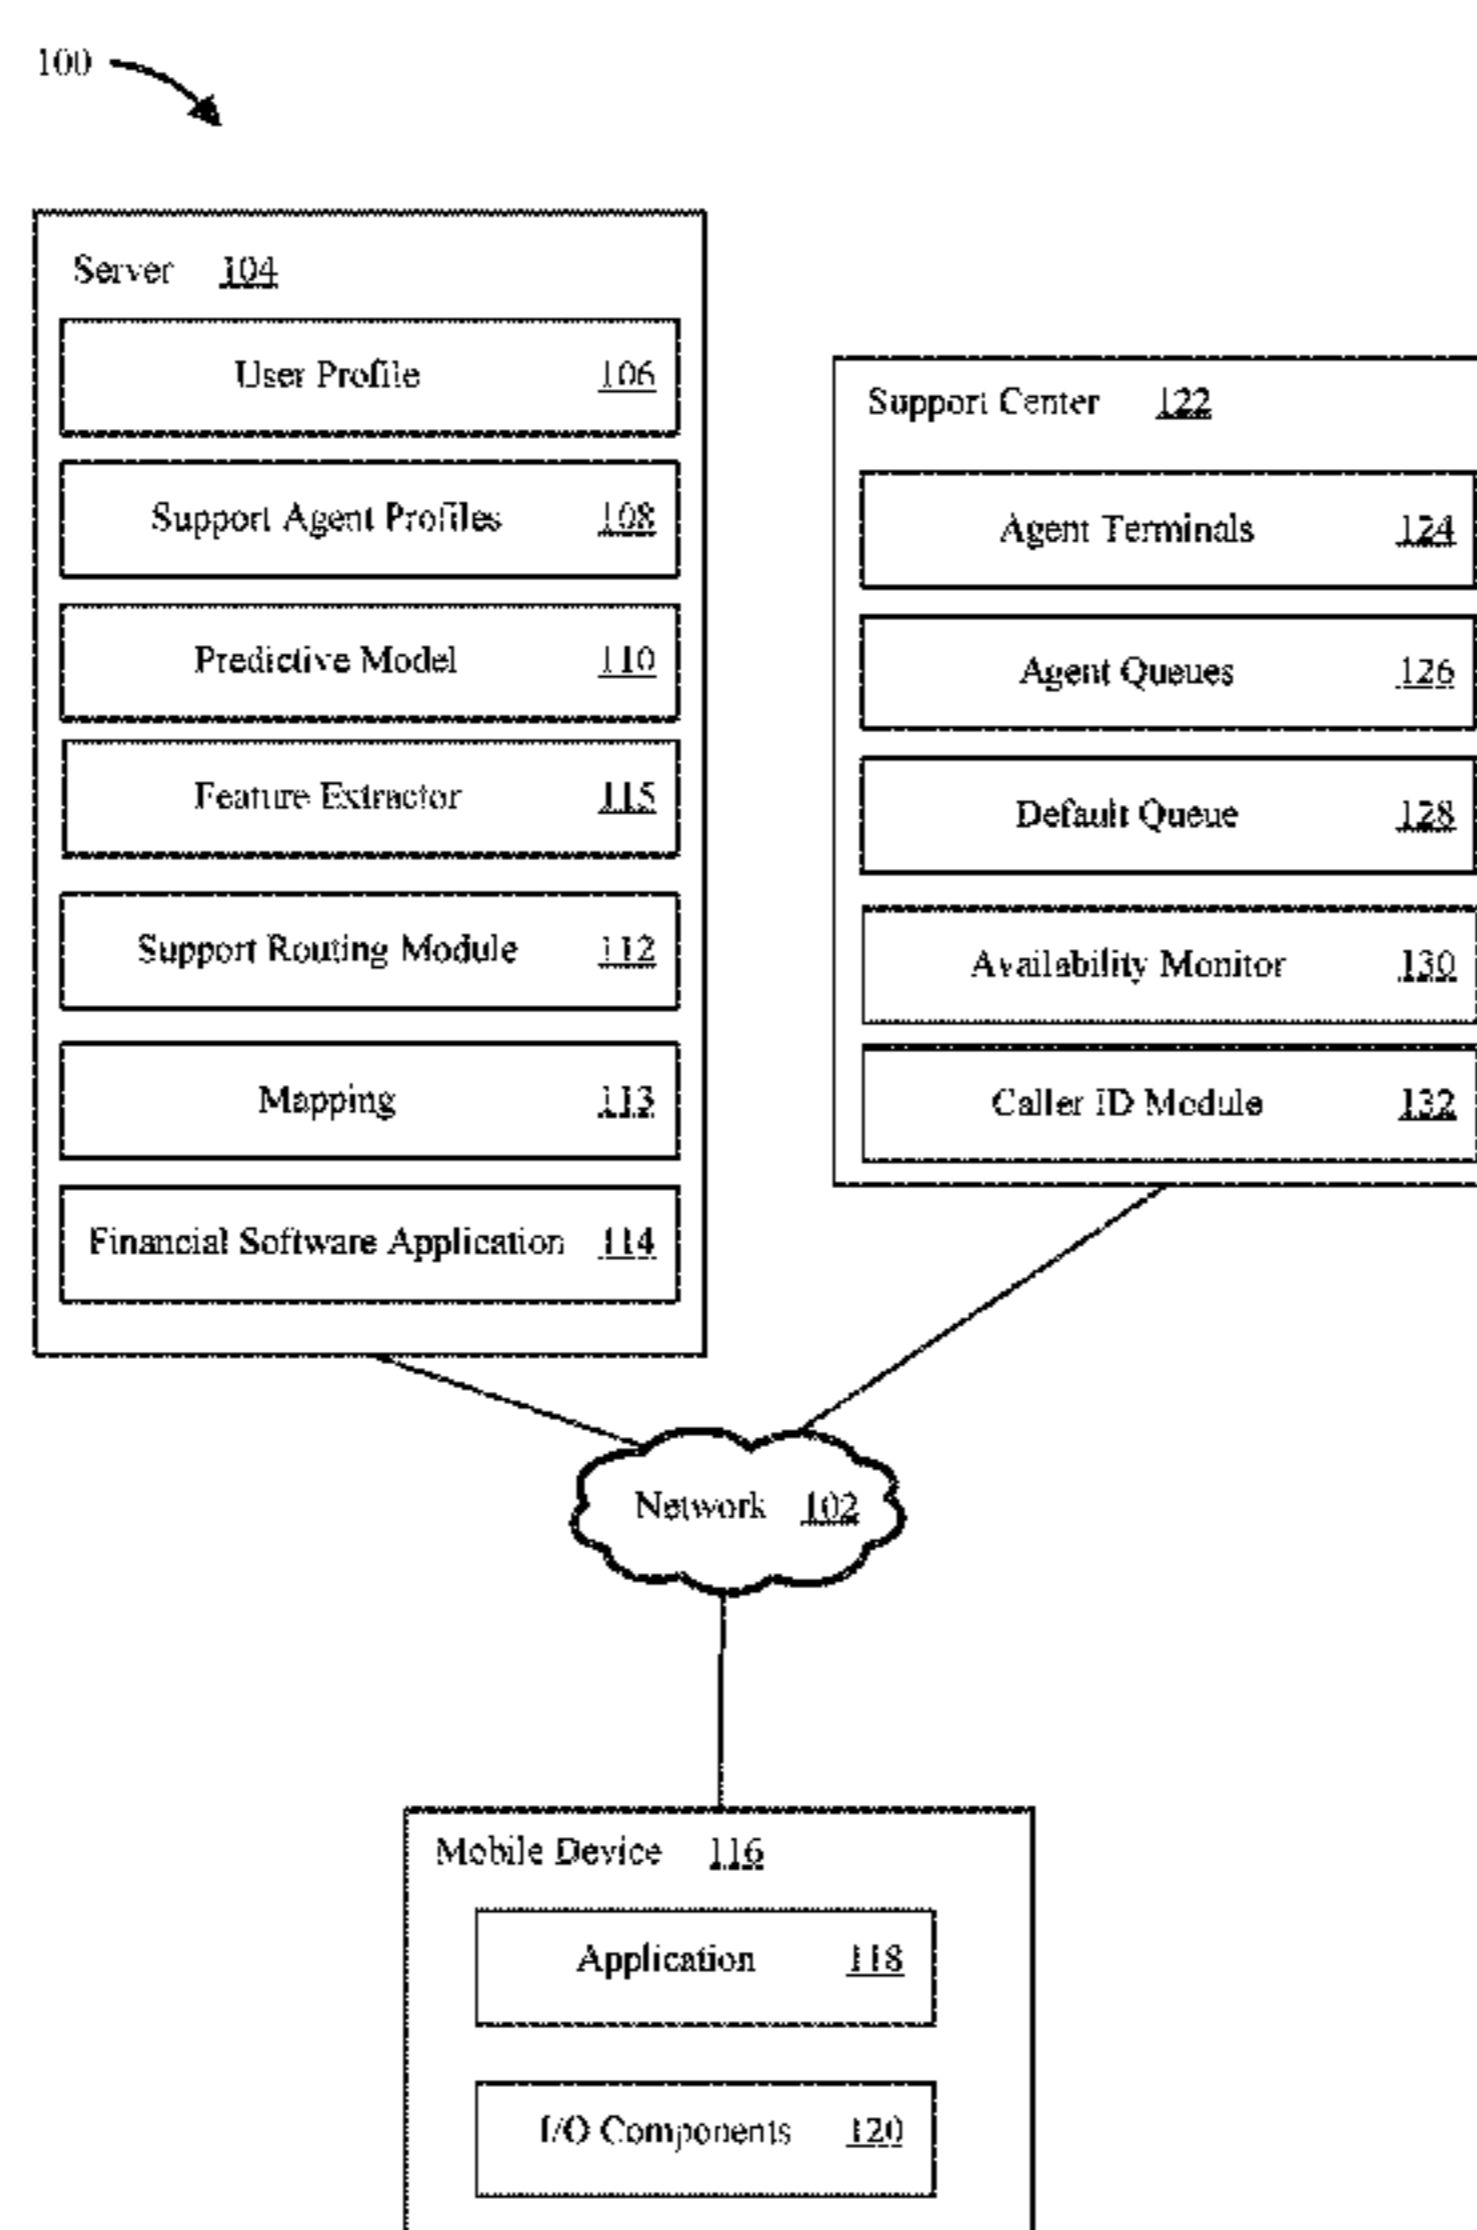 100
Server 104
User Profile 106
Support Agent Profiles 108
Predictive Model 110
Feature Extractor 115
Support Routing Module 112
Mapping 113
Financial Software Application 114
Support Center 122
Agent Terminals 124
Agent Queues 126
Default Queue 128
Availability Monitor 130
Caller ID Module 132
Network 102
Mobile Device 116
Application 118
I/O Components 120